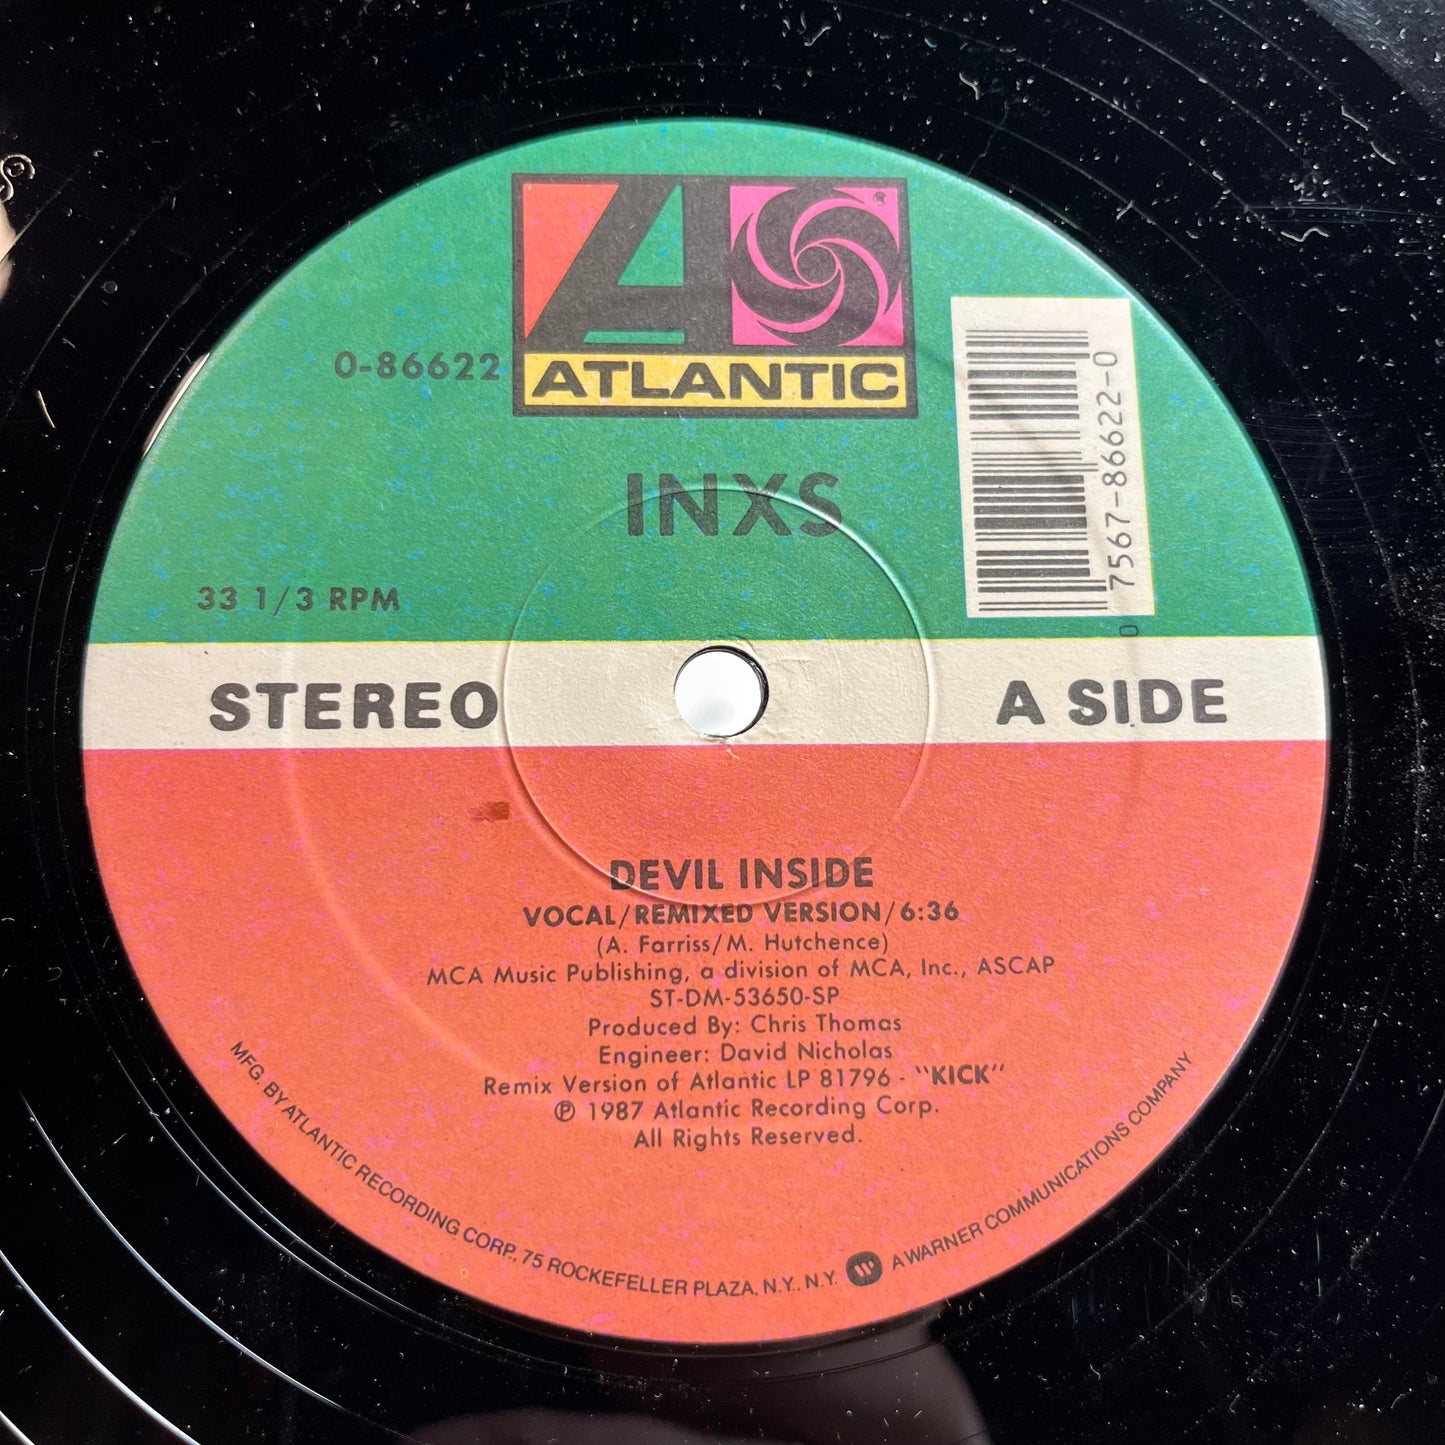 ATLANTIC
0-86622
INXS
7567-86622-0
0
33 1/3 RPM
STEREO
A SIDE
DEVIL INSIDE
VOCAL/REMIXED VERSION/6:36
(A. Farriss/M. Hutchence)
MCA Music Publishing, a division of MCA, Inc., ASCAP
ST-DM-53650-SP
Produced By: Chris Thomas
Engineer: David Nicholas
Remix Version of Atlantic LP 81796 - "KICK"
℗ 1987 Atlantic Recording Corp.
All Rights Reserved.
MFG. BY ATLANTIC RECORDING CORP., 75 ROCKEFELLER PLAZA, N.Y., N.Y. A WARNER COMMUNICATIONS COMPANY